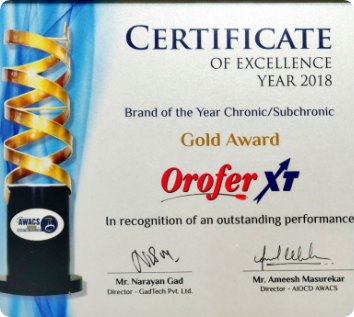 CERTIFICATE
OF EXCELLENCE
YEAR 2018
Brand of the Year Chronic/Subchronic
Gold Award
Orofer XT
In recognition of an outstanding performance
AWACS
Mr. Narayan Gad
Director - GadTech Pvt. Ltd.
Mr. Ameesh Masurekar
Director - AIOCD AWACS